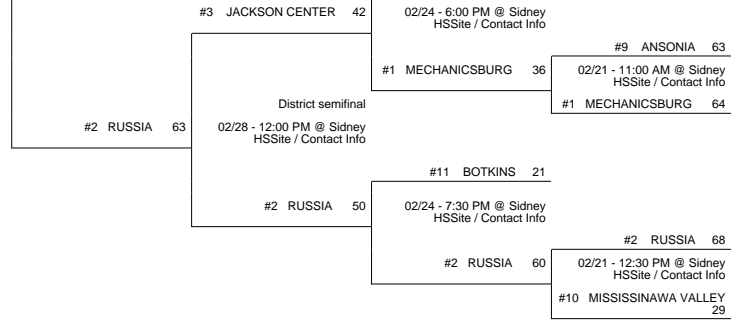 #3 JACKSON CENTER 42
02/24 - 6:00 PM @ Sidney
HSSite / Contact Info
#9 ANSONIA 63
#1 MECHANICSBURG 36
02/21 - 11:00 AM @ Sidney
HSSite / Contact Info
#1 MECHANICSBURG 64
District semifinal
#2 RUSSIA 63
02/28 - 12:00 PM @ Sidney
HSSite / Contact Info
#11 BOTKINS 21
#2 RUSSIA 50
02/24 - 7:30 PM @ Sidney
HSSite / Contact Info
#2 RUSSIA 68
#2 RUSSIA 60
02/21 - 12:30 PM @ Sidney
HSSite / Contact Info
#10 MISSISSINAWA VALLEY
29